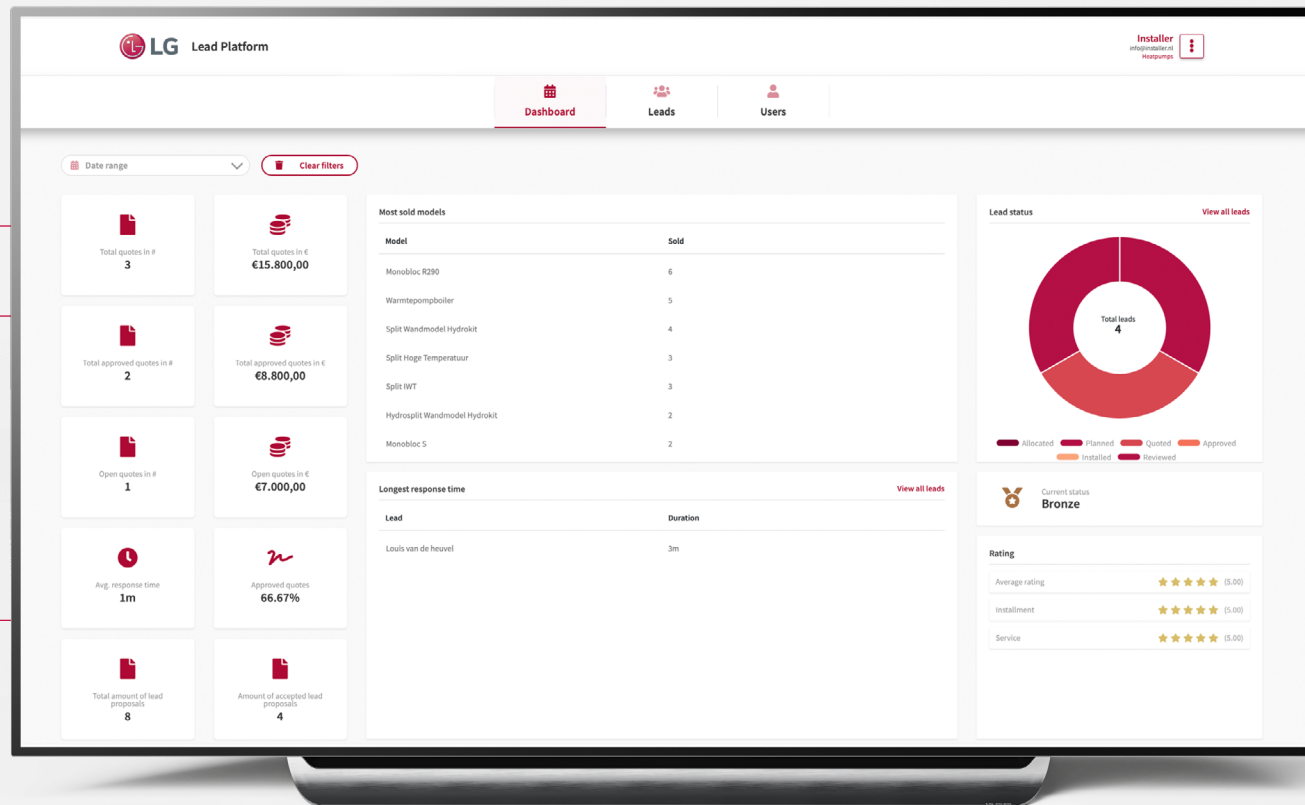 LG Lead Platform
Installer
info@installer.nl
Heatpumps
Dashboard
Leads
Users
Date range
Clear filters
Total quotes in #
3
Total quotes in €
€15.800,00
Total approved quotes in #
2
Total approved quotes in €
€8.800,00
Open quotes in #
1
Open quotes in €
€7.000,00
Avg. response time
1m
Approved quotes
66.67%
Total amount of lead
proposals
8
Amount of accepted lead
proposals
4
Most sold models
Model Sold
Monobloc R290 6
Warmtepompboiler 5
Split Wandmodel Hydrokit 4
Split Hoge Temperatuur 3
Split IWT 3
Hydrosplit Wandmodel Hydrokit 2
Monobloc S 2
Longest response time View all leads
Lead Duration
Louis van de heuvel 3m
Lead status View all leads
Total leads
4
Allocated Planned Quoted Approved
Installed Reviewed
Current status
Bronze
Rating
Average rating (5.00)
Installment (5.00)
Service (5.00)